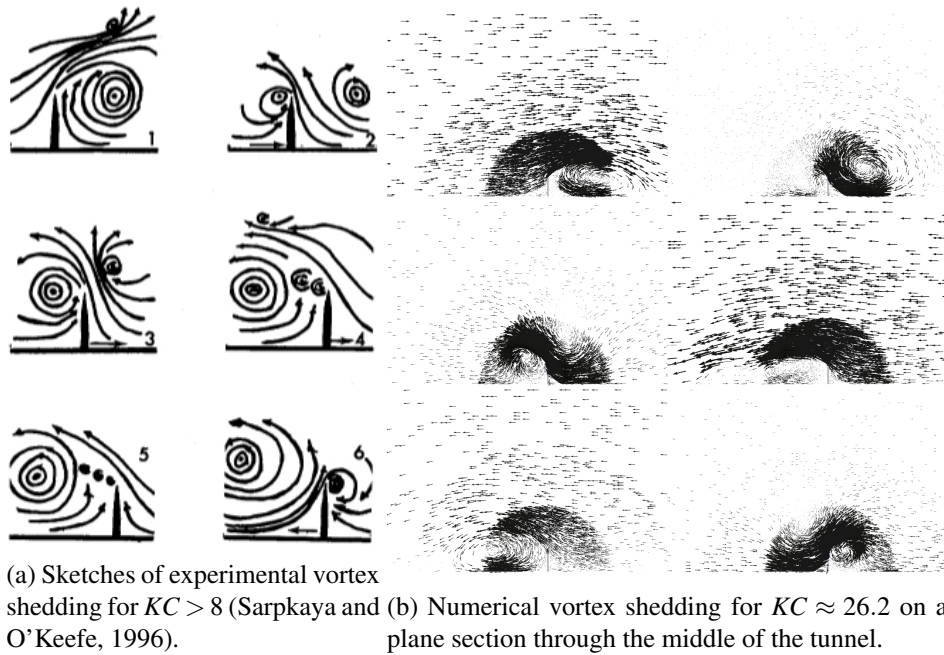 1
2
3
4
5
6
(a) Sketches of experimental vortex
shedding for KC > 8 (Sarpkaya and
O'Keefe, 1996).
(b) Numerical vortex shedding for KC ≈ 26.2 on a
plane section through the middle of the tunnel.